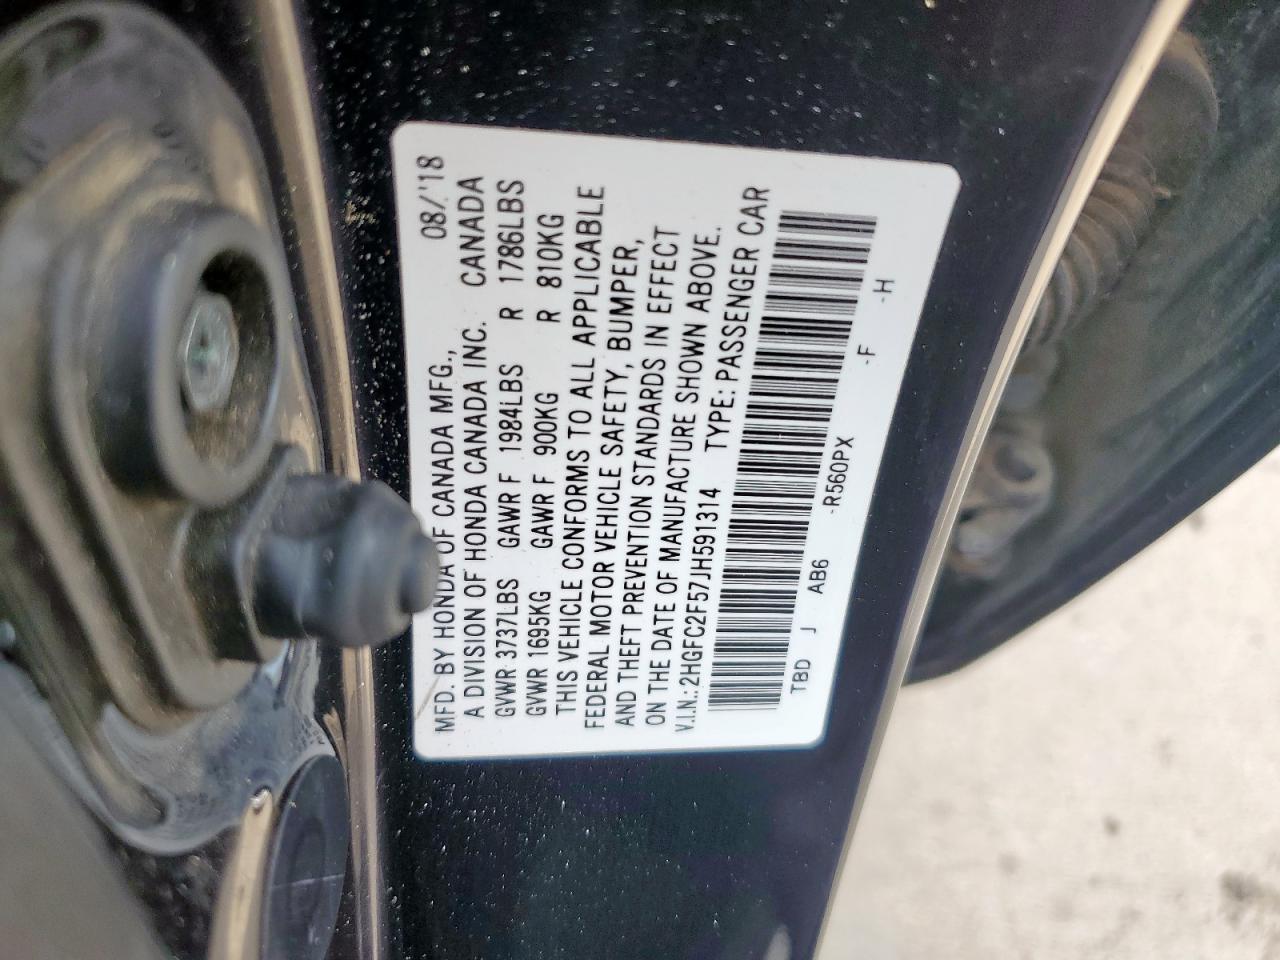 MFD. BY HONDA OF CANADA MFG., 08/'18
A DIVISION OF HONDA CANADA INC. CANADA
GVWR 3737LBS GAWR F 1984LBS R 1786LBS
GVWR 1695KG GAWR F 900KG R 810KG
THIS VEHICLE CONFORMS TO ALL APPLICABLE
FEDERAL MOTOR VEHICLE SAFETY, BUMPER,
AND THEFT PREVENTION STANDARDS IN EFFECT
ON THE DATE OF MANUFACTURE SHOWN ABOVE.
V.I.N.: 2HGFC2F57JH591314 TYPE: PASSENGER CAR
TBD J AB6 -R560PX -F -H